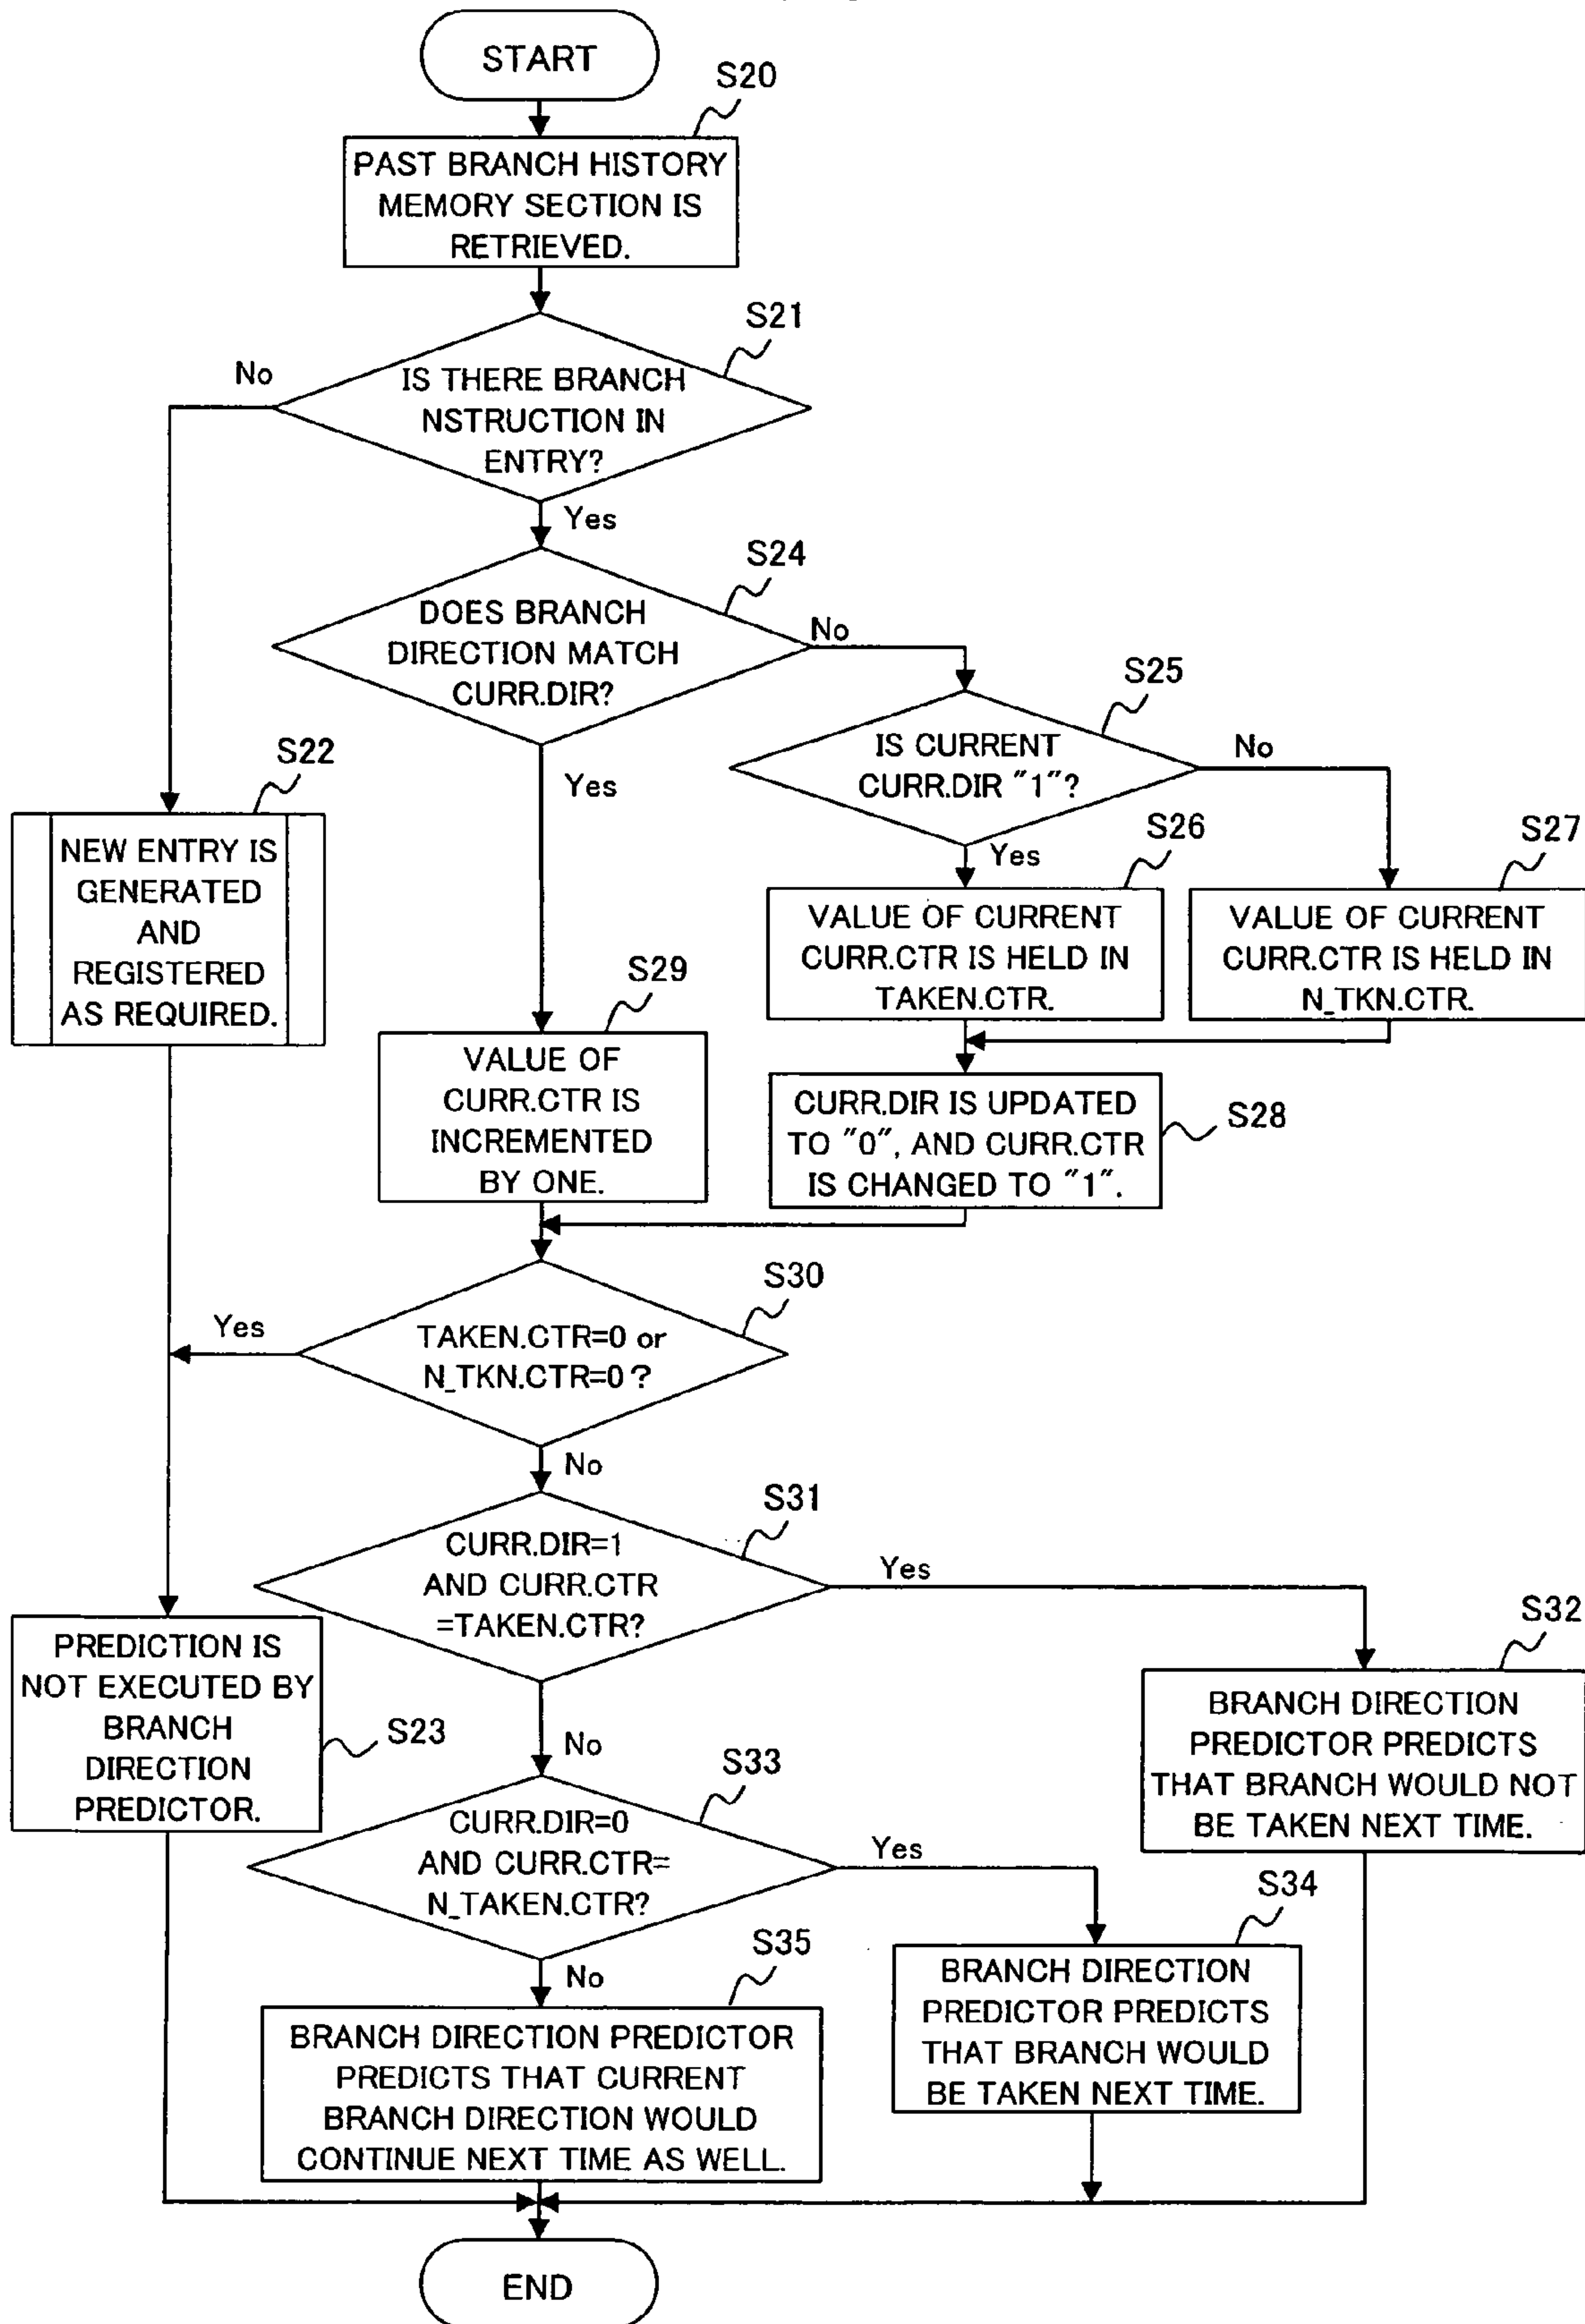 START
S20
PAST BRANCH HISTORY
MEMORY SECTION IS
RETRIEVED.
S21
No
IS THERE BRANCH
NSTRUCTION IN
ENTRY?
Yes
S24
DOES BRANCH
DIRECTION MATCH
CURR.DIR?
No
S25
IS CURRENT
CURR.DIR "1"?
No
Yes
S22
NEW ENTRY IS
GENERATED
AND
REGISTERED
AS REQUIRED.
Yes
S26
VALUE OF CURRENT
CURR.CTR IS HELD IN
TAKEN.CTR.
S27
VALUE OF CURRENT
CURR.CTR IS HELD IN
N_TKN.CTR.
S29
VALUE OF
CURR.CTR IS
INCREMENTED
BY ONE.
CURR.DIR IS UPDATED
TO "0", AND CURR.CTR
IS CHANGED TO "1".
S28
S30
Yes
TAKEN.CTR=0 or
N_TKN.CTR=0?
No
S31
CURR.DIR=1
AND CURR.CTR
=TAKEN.CTR?
Yes
S32
BRANCH DIRECTION
PREDICTOR PREDICTS
THAT BRANCH WOULD NOT
BE TAKEN NEXT TIME.
PREDICTION IS
NOT EXECUTED BY
BRANCH
DIRECTION
PREDICTOR.
S23
No
S33
CURR.DIR=0
AND CURR.CTR=
N_TAKEN.CTR?
Yes
S34
BRANCH DIRECTION
PREDICTOR PREDICTS
THAT BRANCH WOULD
BE TAKEN NEXT TIME.
No
S35
BRANCH DIRECTION PREDICTOR
PREDICTS THAT CURRENT
BRANCH DIRECTION WOULD
CONTINUE NEXT TIME AS WELL.
END